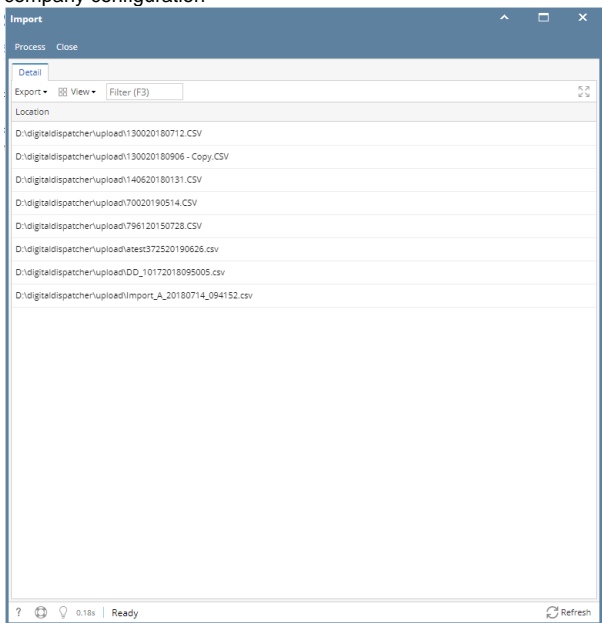 company configuration
Import
Process Close
Detail
Export View Filter (F3)
Location
D:\digitaldispatcher\upload\130020180712.CSV
D:\digitaldispatcher\upload\130020180906 - Copy.CSV
D:\digitaldispatcher\upload\140620180131.CSV
D:\digitaldispatcher\upload\70020190514.CSV
D:\digitaldispatcher\upload\796120150728.CSV
D:\digitaldispatcher\upload\atest372520190626.csv
D:\digitaldispatcher\upload\DD_10172018095005.csv
D:\digitaldispatcher\upload\Import_A_20180714_094152.csv
? 0.18s Ready Refresh